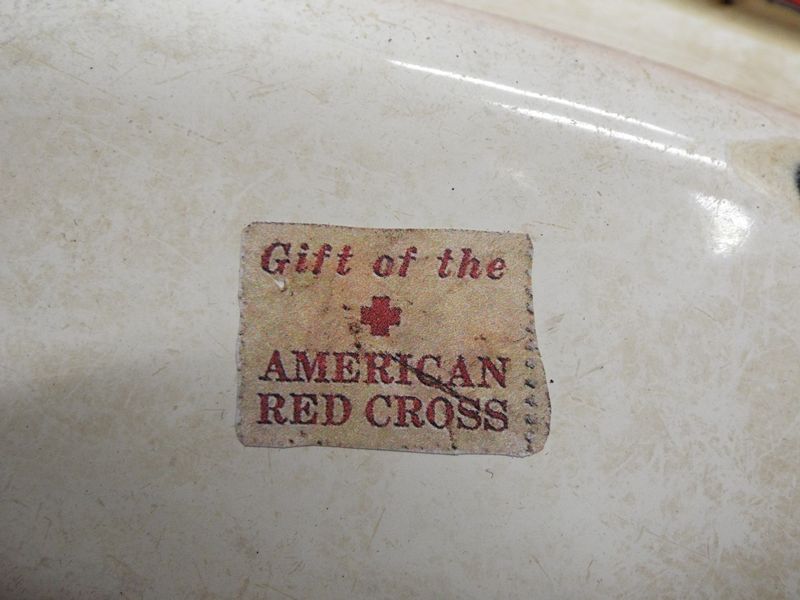 Gift of the
AMERICAN
RED CROSS